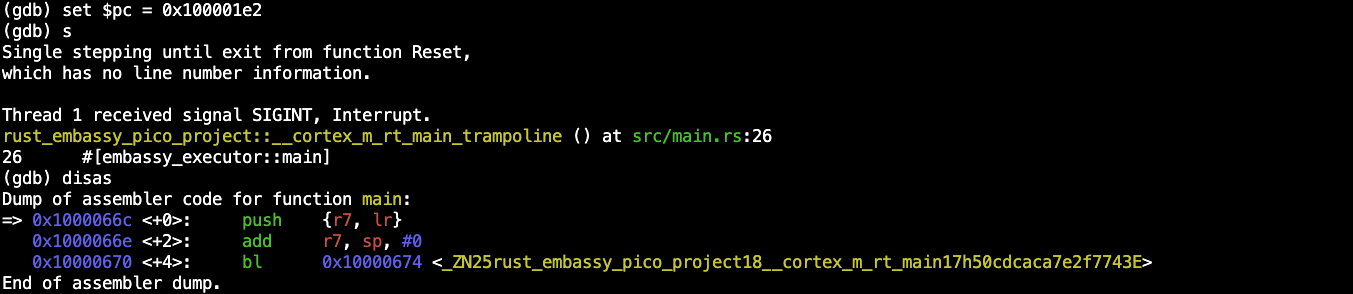 (gdb) set $pc = 0x100001e2
(gdb) s
Single stepping until exit from function Reset,
which has no line number information.

Thread 1 received signal SIGINT, Interrupt.
rust_embassy_pico_project::__cortex_m_rt_main_trampoline () at src/main.rs:26
26      #[embassy_executor::main]
(gdb) disas
Dump of assembler code for function main:
=> 0x1000066c <+0>:     push    {r7, lr}
   0x1000066e <+2>:     add     r7, sp, #0
   0x10000670 <+4>:     bl      0x10000674 <_ZN25rust_embassy_pico_project18__cortex_m_rt_main17h50cdcaca7e2f7743E>
End of assembler dump.